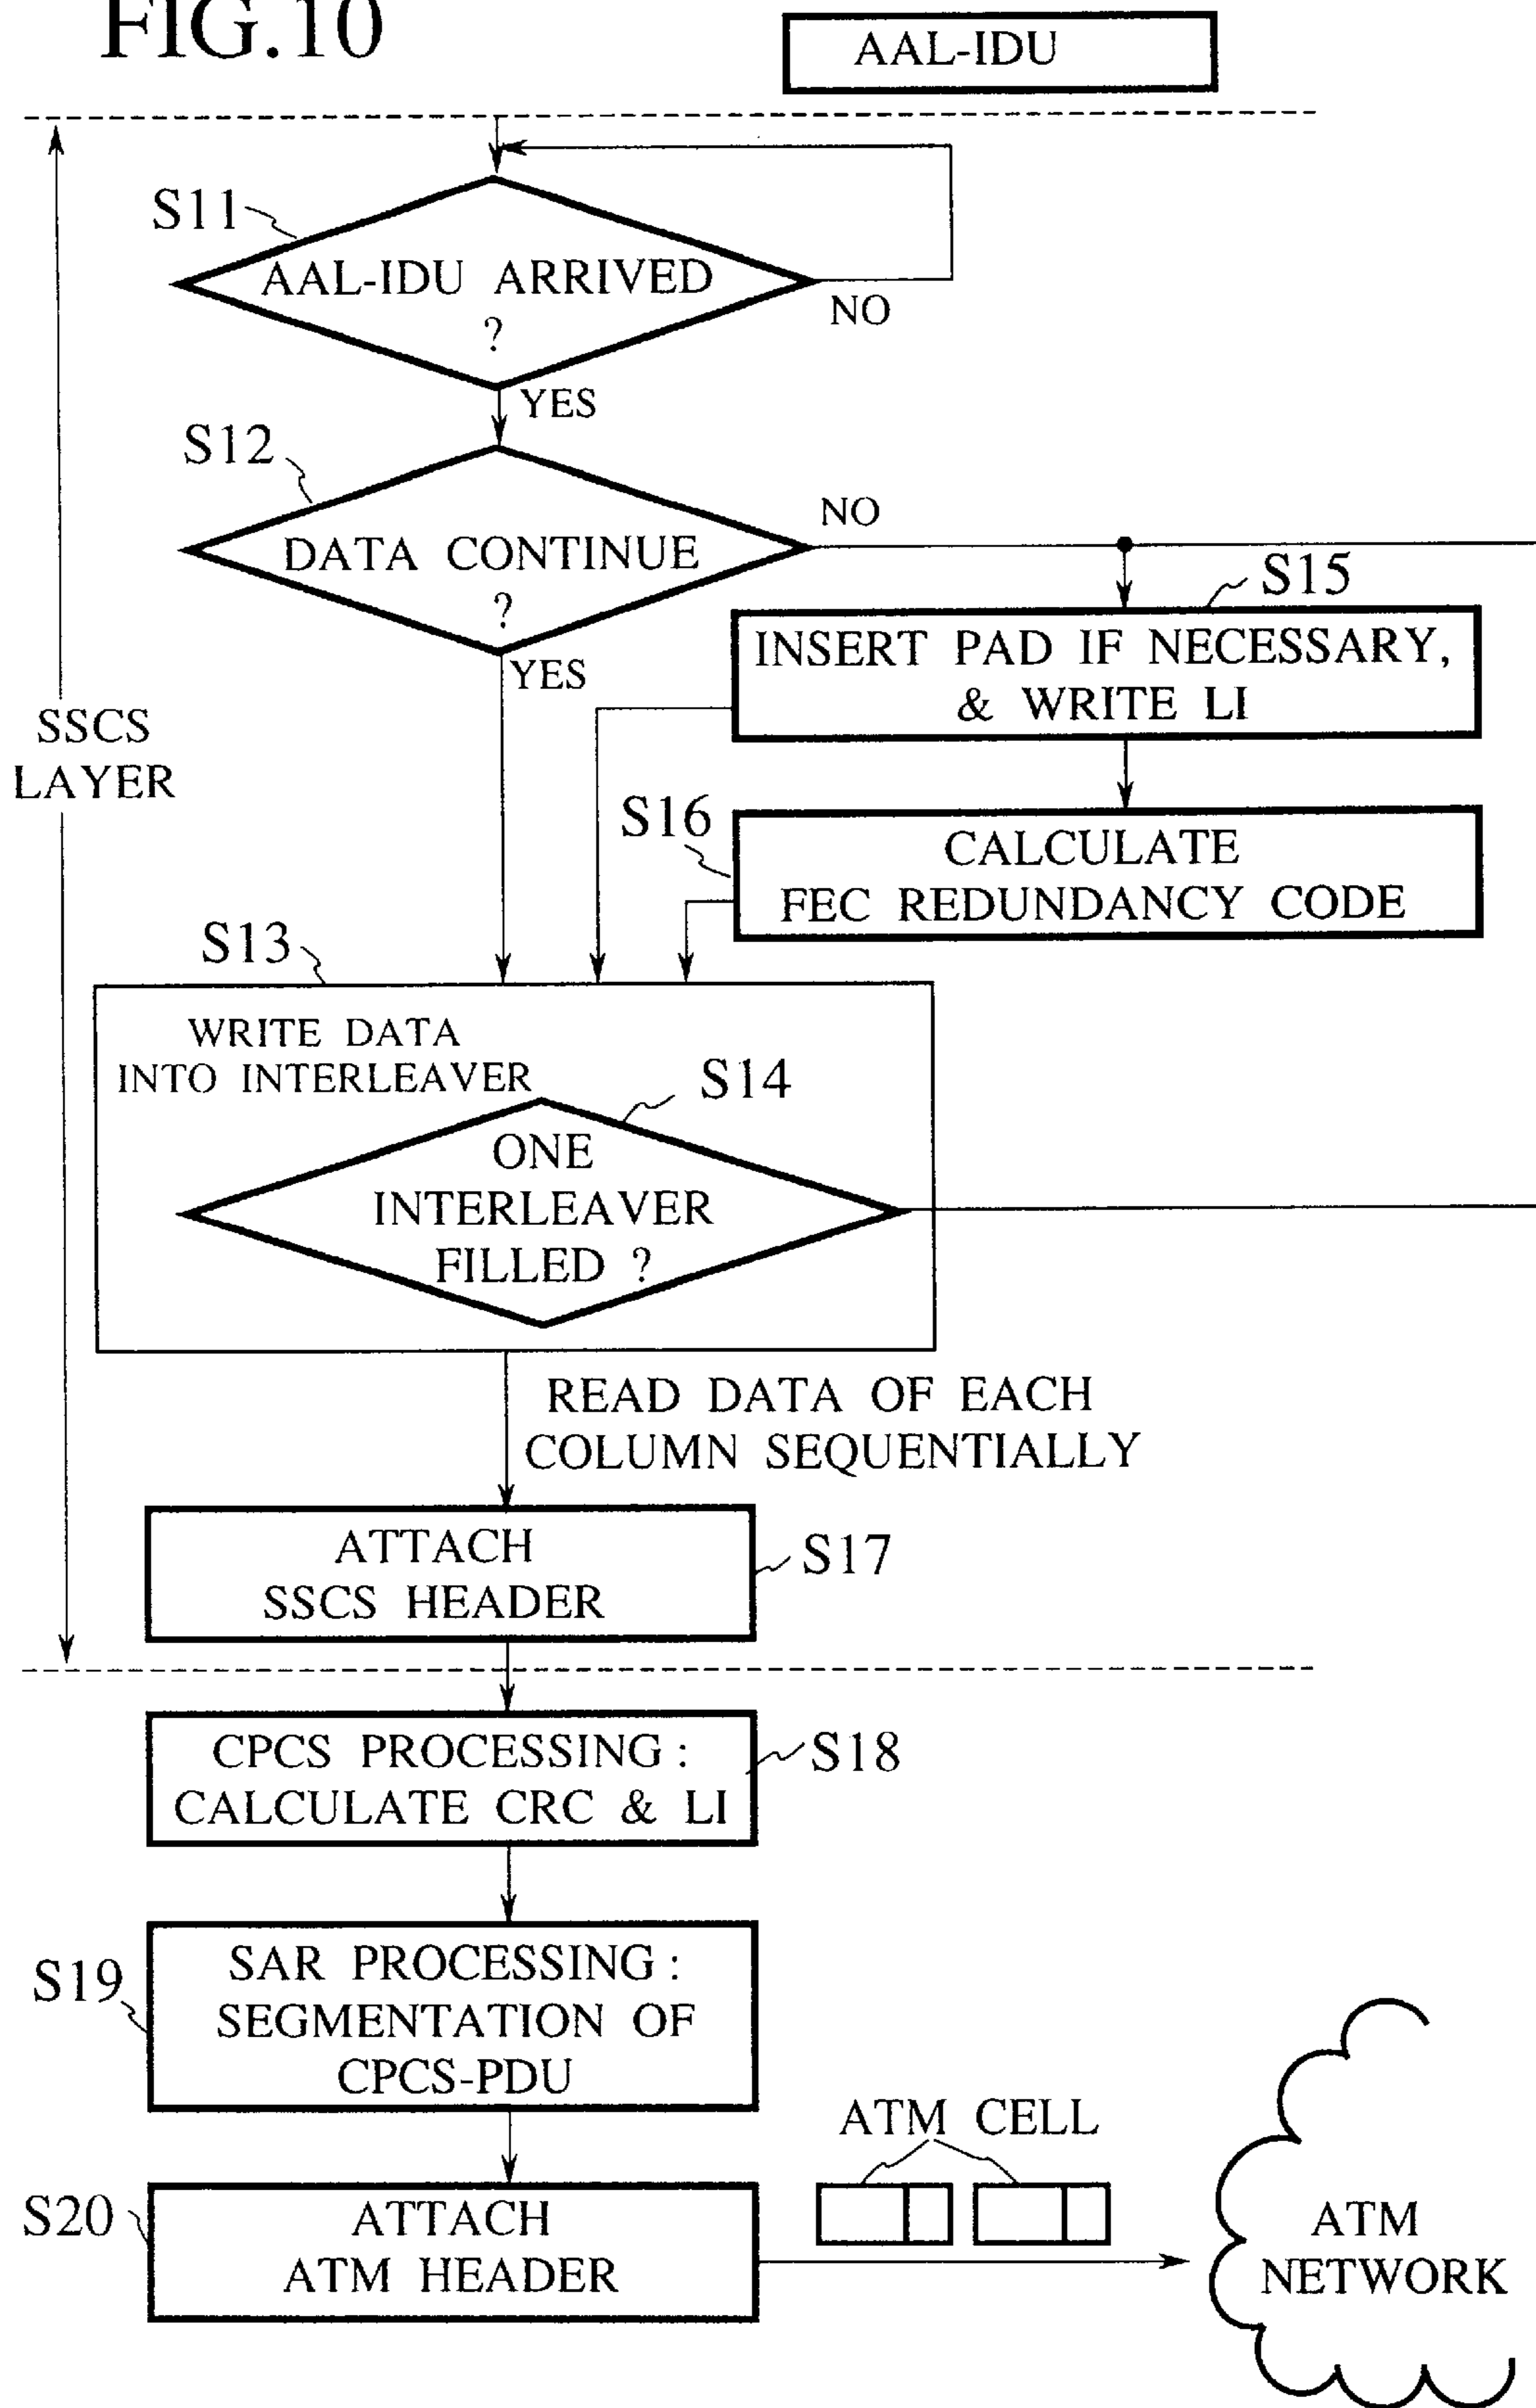 FIG.10
AAL-IDU
S11
AAL-IDU ARRIVED
?
NO
YES
S12
NO
DATA CONTINUE
?
YES
S15
INSERT PAD IF NECESSARY,
& WRITE LI
SSCS
LAYER
S16
CALCULATE
FEC REDUNDANCY CODE
S13
WRITE DATA
INTO INTERLEAVER
S14
ONE
INTERLEAVER
FILLED ?
READ DATA OF EACH
COLUMN SEQUENTIALLY
ATTACH
SSCS HEADER
S17
CPCS PROCESSING :
CALCULATE CRC & LI
S18
S19
SAR PROCESSING :
SEGMENTATION OF
CPCS-PDU
ATM CELL
S20
ATTACH
ATM HEADER
ATM
NETWORK